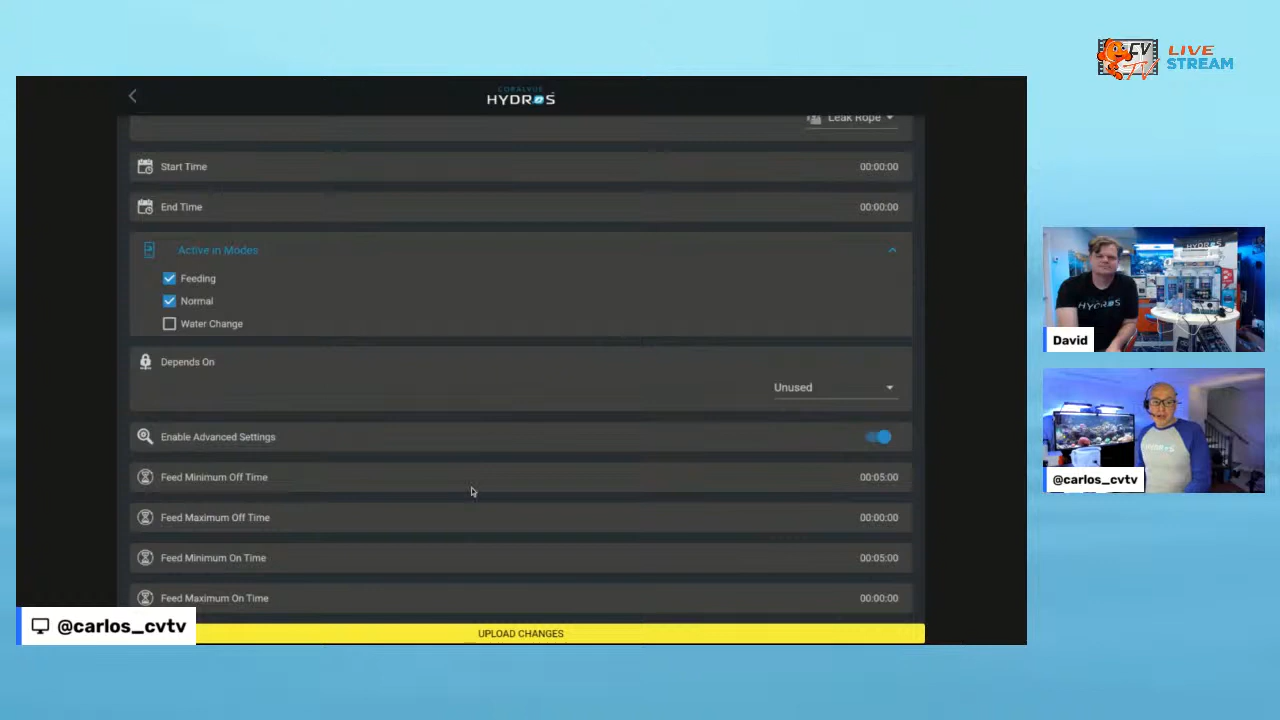 CV
TV
LIVE
STREAM
CORALVUE
HYDROS
Leak Rope
Start Time 00:00:00
End Time 00:00:00
Active in Modes
Feeding
Normal
Water Change
Depends On
Unused
Enable Advanced Settings
Feed Minimum Off Time 00:05:00
Feed Maximum Off Time 00:00:00
Feed Minimum On Time 00:05:00
Feed Maximum On Time 00:00:00
UPLOAD CHANGES
@carlos_cvtv
HYDROS
HYDROS
David
HYDROS
@carlos_cvtv